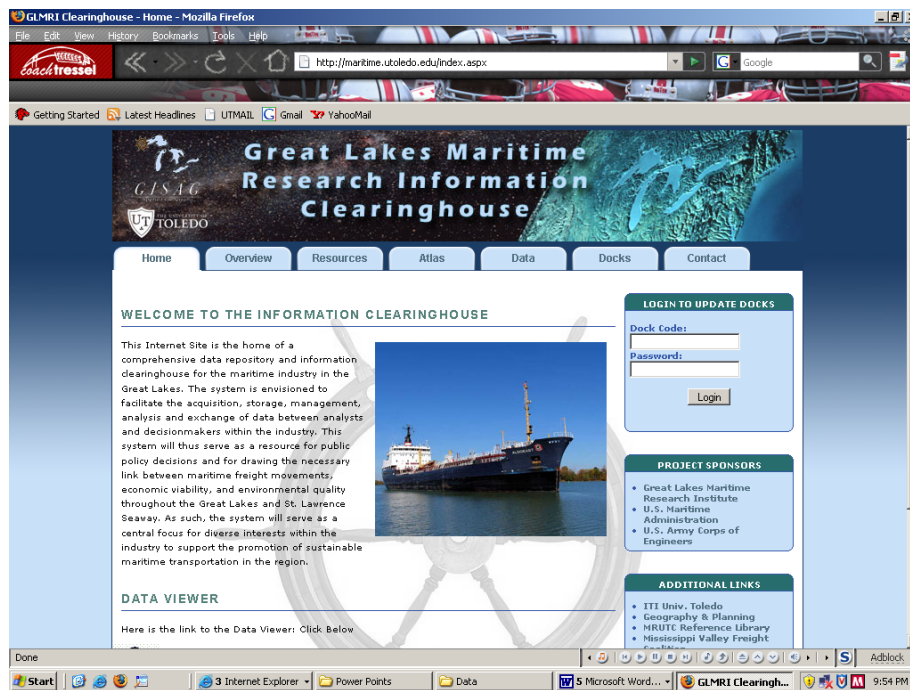 GLMRI Clearinghouse - Home - Mozilla Firefox
File Edit View History Bookmarks Tools Help
coachtressel
http://maritime.utoledo.edu/index.aspx
G Google
Getting Started Latest Headlines UTMAIL Gmail YahooMail
Great Lakes Maritime
Research Information
Clearinghouse
GISAG
UT
THE UNIVERSITY OF
TOLEDO
Home Overview Resources Atlas Data Docks Contact
WELCOME TO THE INFORMATION CLEARINGHOUSE
This Internet Site is the home of a
comprehensive data repository and information
clearinghouse for the maritime industry in the
Great Lakes. The system is envisioned to
facilitate the acquisition, storage, management,
analysis and exchange of data between analysts
and decisionmakers within the industry. This
system will thus serve as a resource for public
policy decisions and for drawing the necessary
link between maritime freight movements,
economic viability, and environmental quality
throughout the Great Lakes and St. Lawrence
Seaway. As such, the system will serve as a
central focus for diverse interests within the
industry to support the promotion of sustainable
maritime transportation in the region.
DATA VIEWER
Here is the link to the Data Viewer: Click Below
LOGIN TO UPDATE DOCKS
Dock Code:
Password:
Login
PROJECT SPONSORS
• Great Lakes Maritime
Research Institute
• U.S. Maritime
Administration
• U.S. Army Corps of
Engineers
ADDITIONAL LINKS
• ITI Univ. Toledo
• Geography & Planning
• MRUTC Reference Library
• Mississippi Valley Freight
Coalition
Done
S Adblock
Start 3 Internet Explorer Power Points Data 5 Microsoft Word... GLMRI Clearingh... 9:54 PM